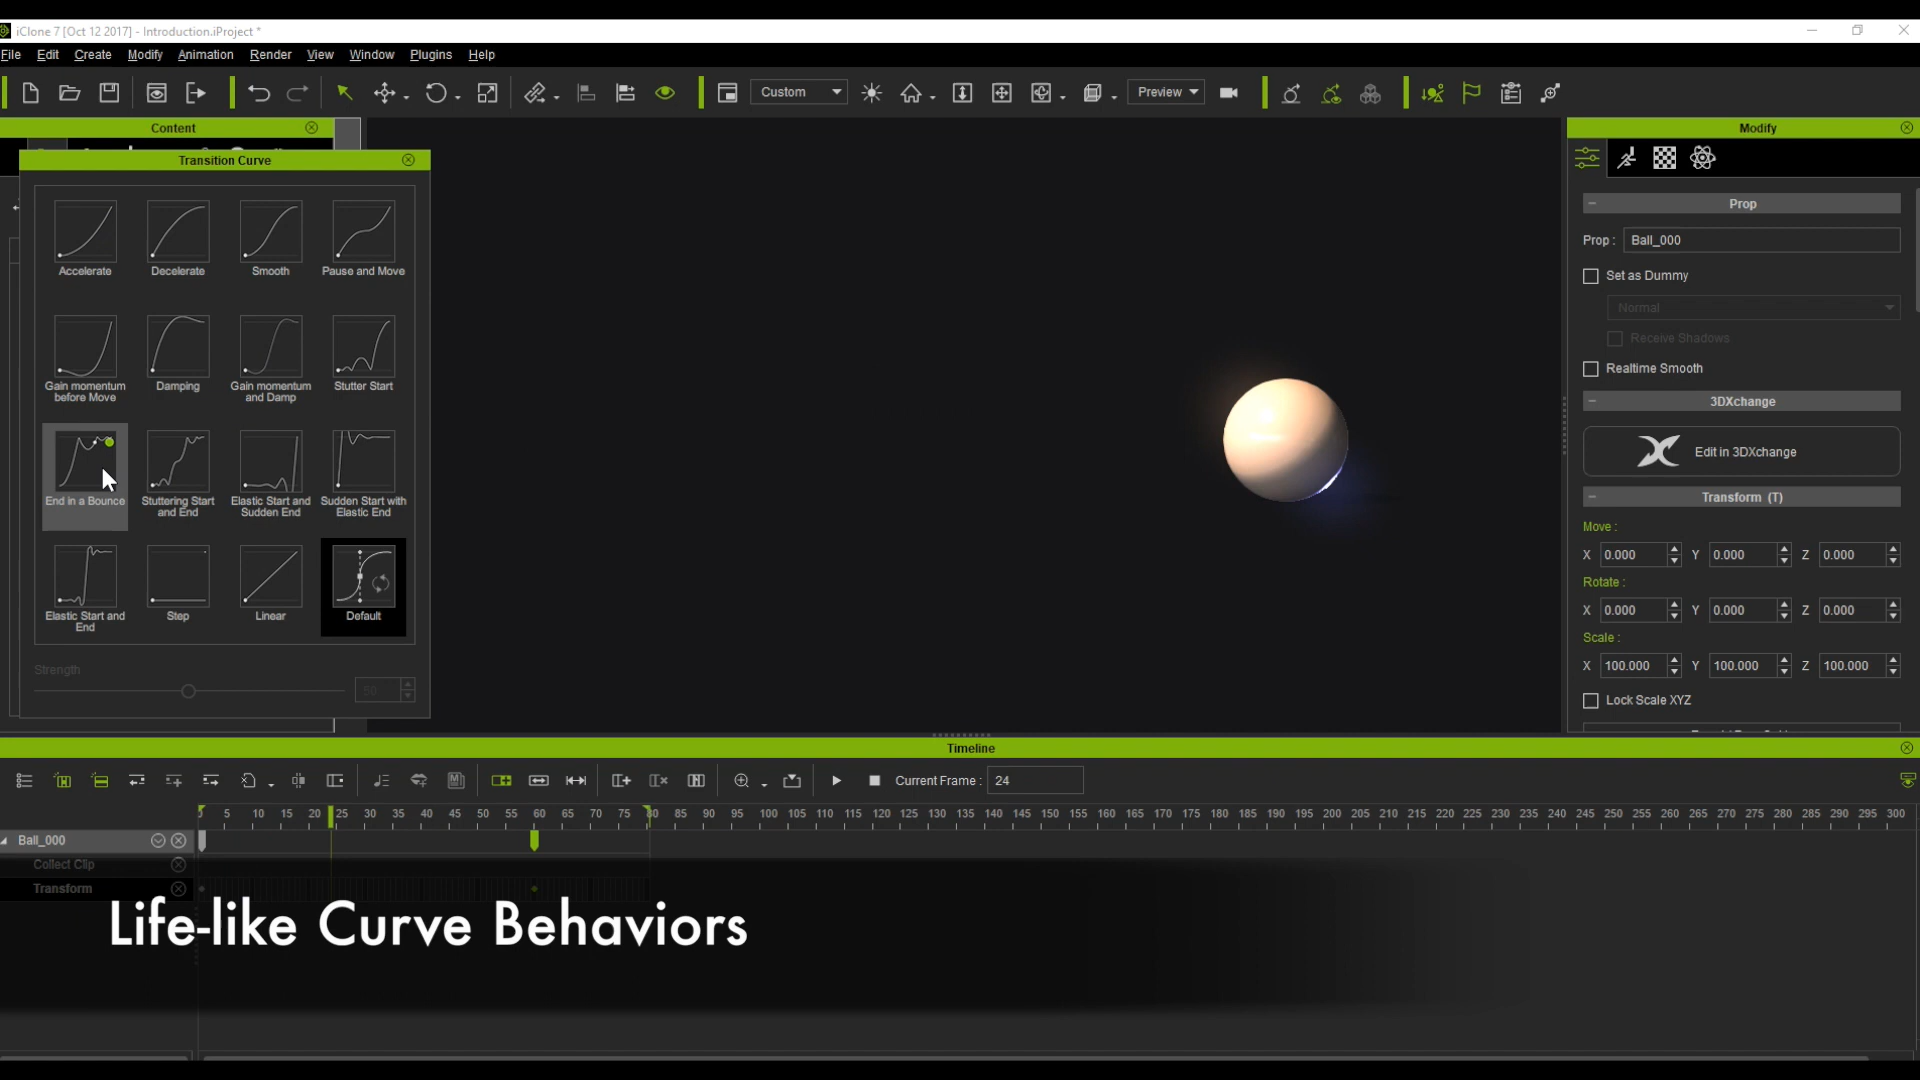 iClone 7 [Oct 12 2017] - Introduction.iProject *
File Edit Create Modify Animation Render View Window Plugins Help
Custom Preview
Content
Transition Curve
Accelerate Decelerate Smooth Pause and Move
Gain momentum before Move Damping Gain momentum and Damp Stutter Start
End in a Bounce Stuttering Start and End Elastic Start and Sudden End Sudden Start with Elastic End
Elastic Start and End Step Linear Default
Strength
50
Modify
Prop
Prop : Ball_000
Set as Dummy
Normal
Receive Shadows
Realtime Smooth
3DXchange
Edit in 3DXchange
Transform (T)
Move :
X 0.000 Y 0.000 Z 0.000
Rotate :
X 0.000 Y 0.000 Z 0.000
Scale :
X 100.000 Y 100.000 Z 100.000
Lock Scale XYZ
Timeline
Current Frame : 24
5 10 15 20 25 30 35 40 45 50 55 60 65 70 75 80 85 90 95 100 105 110 115 120 125 130 135 140 145 150 155 160 165 170 175 180 185 190 195 200 205 210 215 220 225 230 235 240 245 250 255 260 265 270 275 280 285 290 295 300
Ball_000
Collect Clip
Transform
Life-like Curve Behaviors